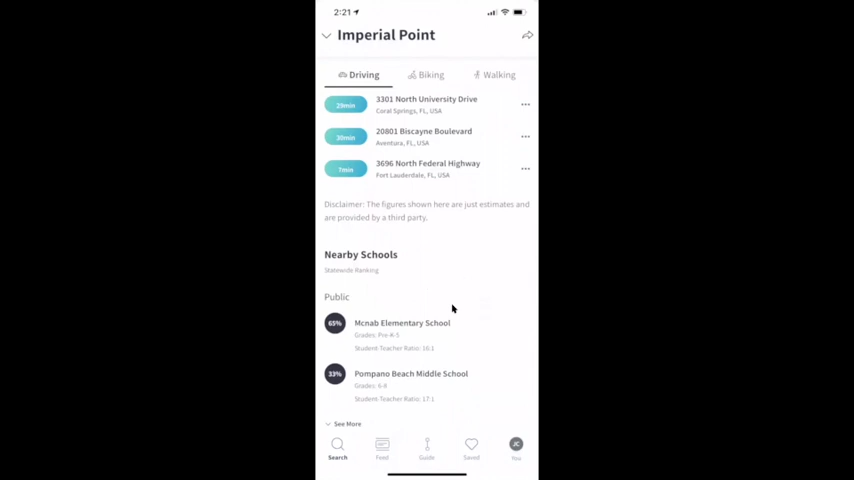 2:21
Imperial Point
Driving
Biking
Walking
29min
3301 North University Drive
Coral Springs, FL, USA
30min
20801 Biscayne Boulevard
Aventura, FL, USA
7min
3696 North Federal Highway
Fort Lauderdale, FL, USA
Disclaimer: The figures shown here are just estimates and
are provided by a third party.
Nearby Schools
Statewide Ranking
Public
65%
Mcnab Elementary School
Grades: Pre-K-5
Student-Teacher Ratio: 16:1
33%
Pompano Beach Middle School
Grades: 6-8
Student-Teacher Ratio: 17:1
See More
Search
Feed
Guide
Saved
JC
You